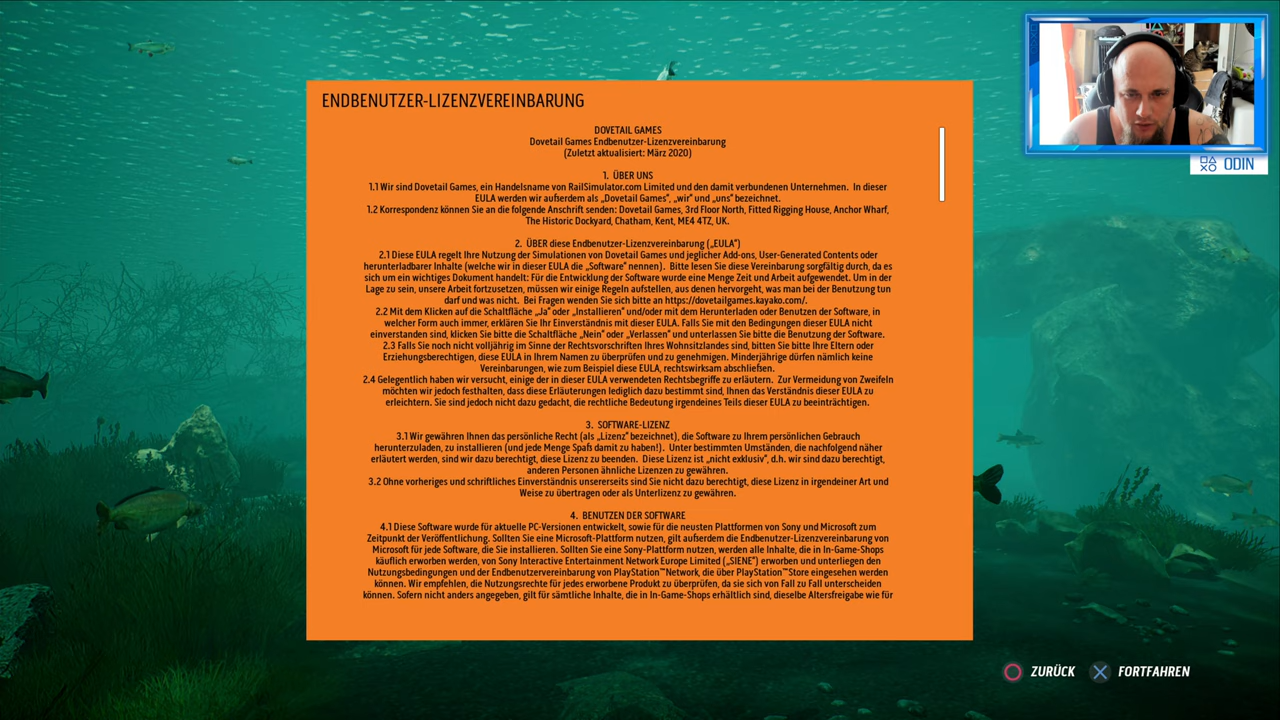 ENDBENUTZER-LIZENZVEREINBARUNG
DOVETAIL GAMES
Dovetail Games Endbenutzer-Lizenzvereinbarung
(Zuletzt aktualisiert: März 2020)
1. ÜBER UNS
1.1 Wir sind Dovetail Games, ein Handelsname von RailSimulator.com Limited und den damit verbundenen Unternehmen. In dieser
EULA werden wir außerdem als „Dovetail Games“, „wir“ und „uns“ bezeichnet.
1.2 Korrespondenz können Sie an die folgende Anschrift senden: Dovetail Games, 3rd Floor North, Fitted Rigging House, Anchor Wharf,
The Historic Dockyard, Chatham, Kent, ME4 4TZ, UK.
2. ÜBER diese Endbenutzer-Lizenzvereinbarung („EULA“)
2.1 Diese EULA regelt Ihre Nutzung der Simulationen von Dovetail Games und jeglicher Add-ons, User-Generated Contents oder
herunterladbarer Inhalte (welche wir in dieser EULA die „Software“ nennen). Bitte lesen Sie diese Vereinbarung sorgfältig durch, da es
sich um ein wichtiges Dokument handelt: Für die Entwicklung der Software wurde eine Menge Zeit und Arbeit aufgewendet. Um in der
Lage zu sein, unsere Arbeit fortzusetzen, müssen wir einige Regeln aufstellen, aus denen hervorgeht, was man bei der Benutzung tun
darf und was nicht. Bei Fragen wenden Sie sich bitte an https://dovetailgames.kayako.com/.
2.2 Mit dem Klicken auf die Schaltfläche „Ja“ oder „Installieren“ und/oder mit dem Herunterladen oder Benutzen der Software, in
welcher Form auch immer, erklären Sie Ihr Einverständnis mit dieser EULA. Falls Sie mit den Bedingungen dieser EULA nicht
einverstanden sind, klicken Sie bitte die Schaltfläche „Nein“ oder „Verlassen“ und unterlassen Sie bitte die Benutzung der Software.
2.3 Falls Sie noch nicht volljährig im Sinne der Rechtsvorschriften Ihres Wohnsitzlandes sind, bitten Sie bitte Ihre Eltern oder
Erziehungsberechtigen, diese EULA in Ihrem Namen zu überprüfen und zu genehmigen. Minderjährige dürfen nämlich keine
Vereinbarungen, wie zum Beispiel diese EULA, rechtswirksam abschließen.
2.4 Gelegentlich haben wir versucht, einige der in dieser EULA verwendeten Rechtsbegriffe zu erläutern. Zur Vermeidung von Zweifeln
möchten wir jedoch festhalten, dass diese Erläuterungen lediglich dazu bestimmt sind, Ihnen das Verständnis dieser EULA zu
erleichtern. Sie sind jedoch nicht dazu gedacht, die rechtliche Bedeutung irgendeines Teils dieser EULA zu beeinträchtigen.
3. SOFTWARE-LIZENZ
3.1 Wir gewähren Ihnen das persönliche Recht (als „Lizenz“ bezeichnet), die Software zu Ihrem persönlichen Gebrauch
herunterzuladen, zu installieren (und jede Menge Spaß damit zu haben!). Unter bestimmten Umständen, die nachfolgend näher
erläutert werden, sind wir dazu berechtigt, diese Lizenz zu beenden. Diese Lizenz ist „nicht exklusiv“, d.h. wir sind dazu berechtigt,
anderen Personen ähnliche Lizenzen zu gewähren.
3.2 Ohne vorheriges und schriftliches Einverständnis unsererseits sind Sie nicht dazu berechtigt, diese Lizenz in irgendeiner Art und
Weise zu übertragen oder als Unterlizenz zu gewähren.
4. BENUTZEN DER SOFTWARE
4.1 Diese Software wurde für aktuelle PC-Versionen entwickelt, sowie für die neusten Plattformen von Sony und Microsoft zum
Zeitpunkt der Veröffentlichung. Sollten Sie eine Microsoft-Plattform nutzen, gilt außerdem die Endbenutzer-Lizenzvereinbarung von
Microsoft für jede Software, die Sie installieren. Sollten Sie eine Sony-Plattform nutzen, werden alle Inhalte, die in In-Game-Shops
käuflich erworben werden, von Sony Interactive Entertainment Network Europe Limited („SIENE“) erworben und unterliegen den
Nutzungsbedingungen und der Endbenutzervereinbarung von PlayStation™Network, die über PlayStation™Store eingesehen werden
können. Wir empfehlen, die Nutzungsrechte für jedes erworbene Produkt zu überprüfen, da sie sich von Fall zu Fall unterscheiden
können. Sofern nicht anders angegeben, gilt für sämtliche Inhalte, die in In-Game-Shops erhältlich sind, dieselbe Altersfreigabe wie für
ODIN
ZURÜCK
FORTFAHREN